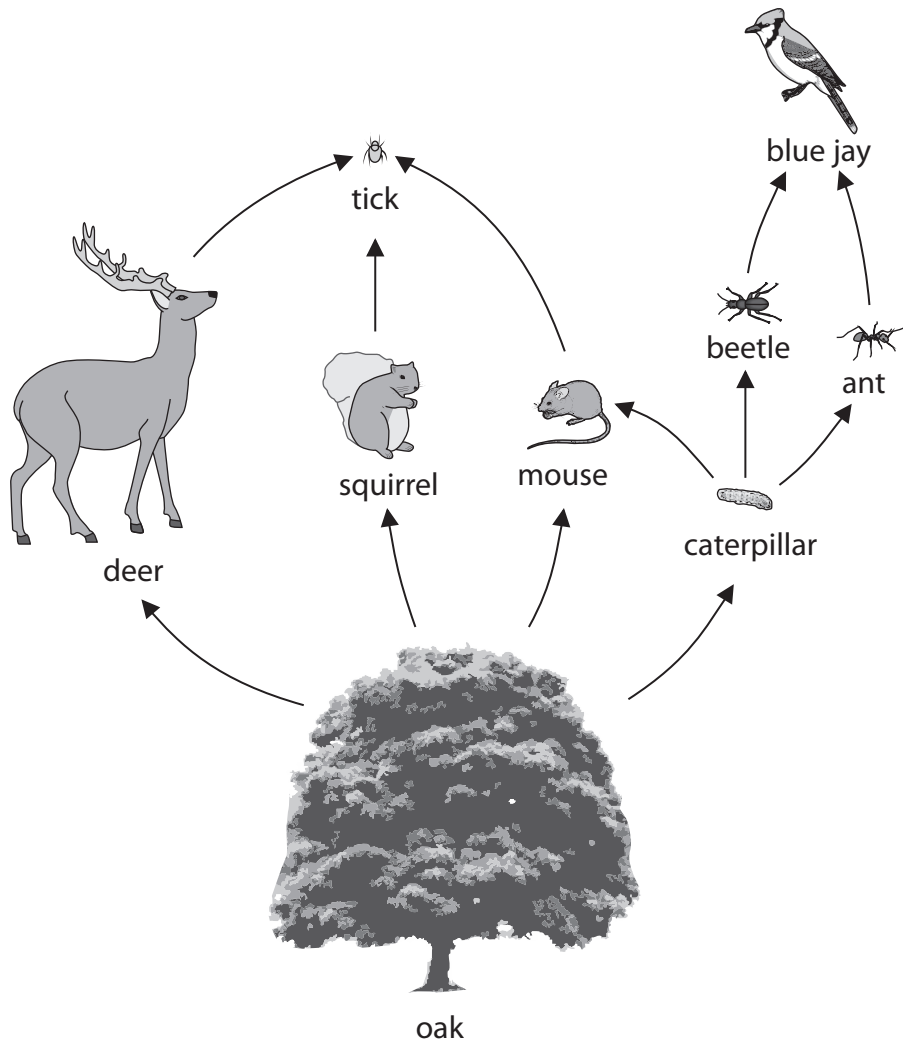 blue jay
tick
beetle
ant
squirrel
mouse
caterpillar
deer
oak